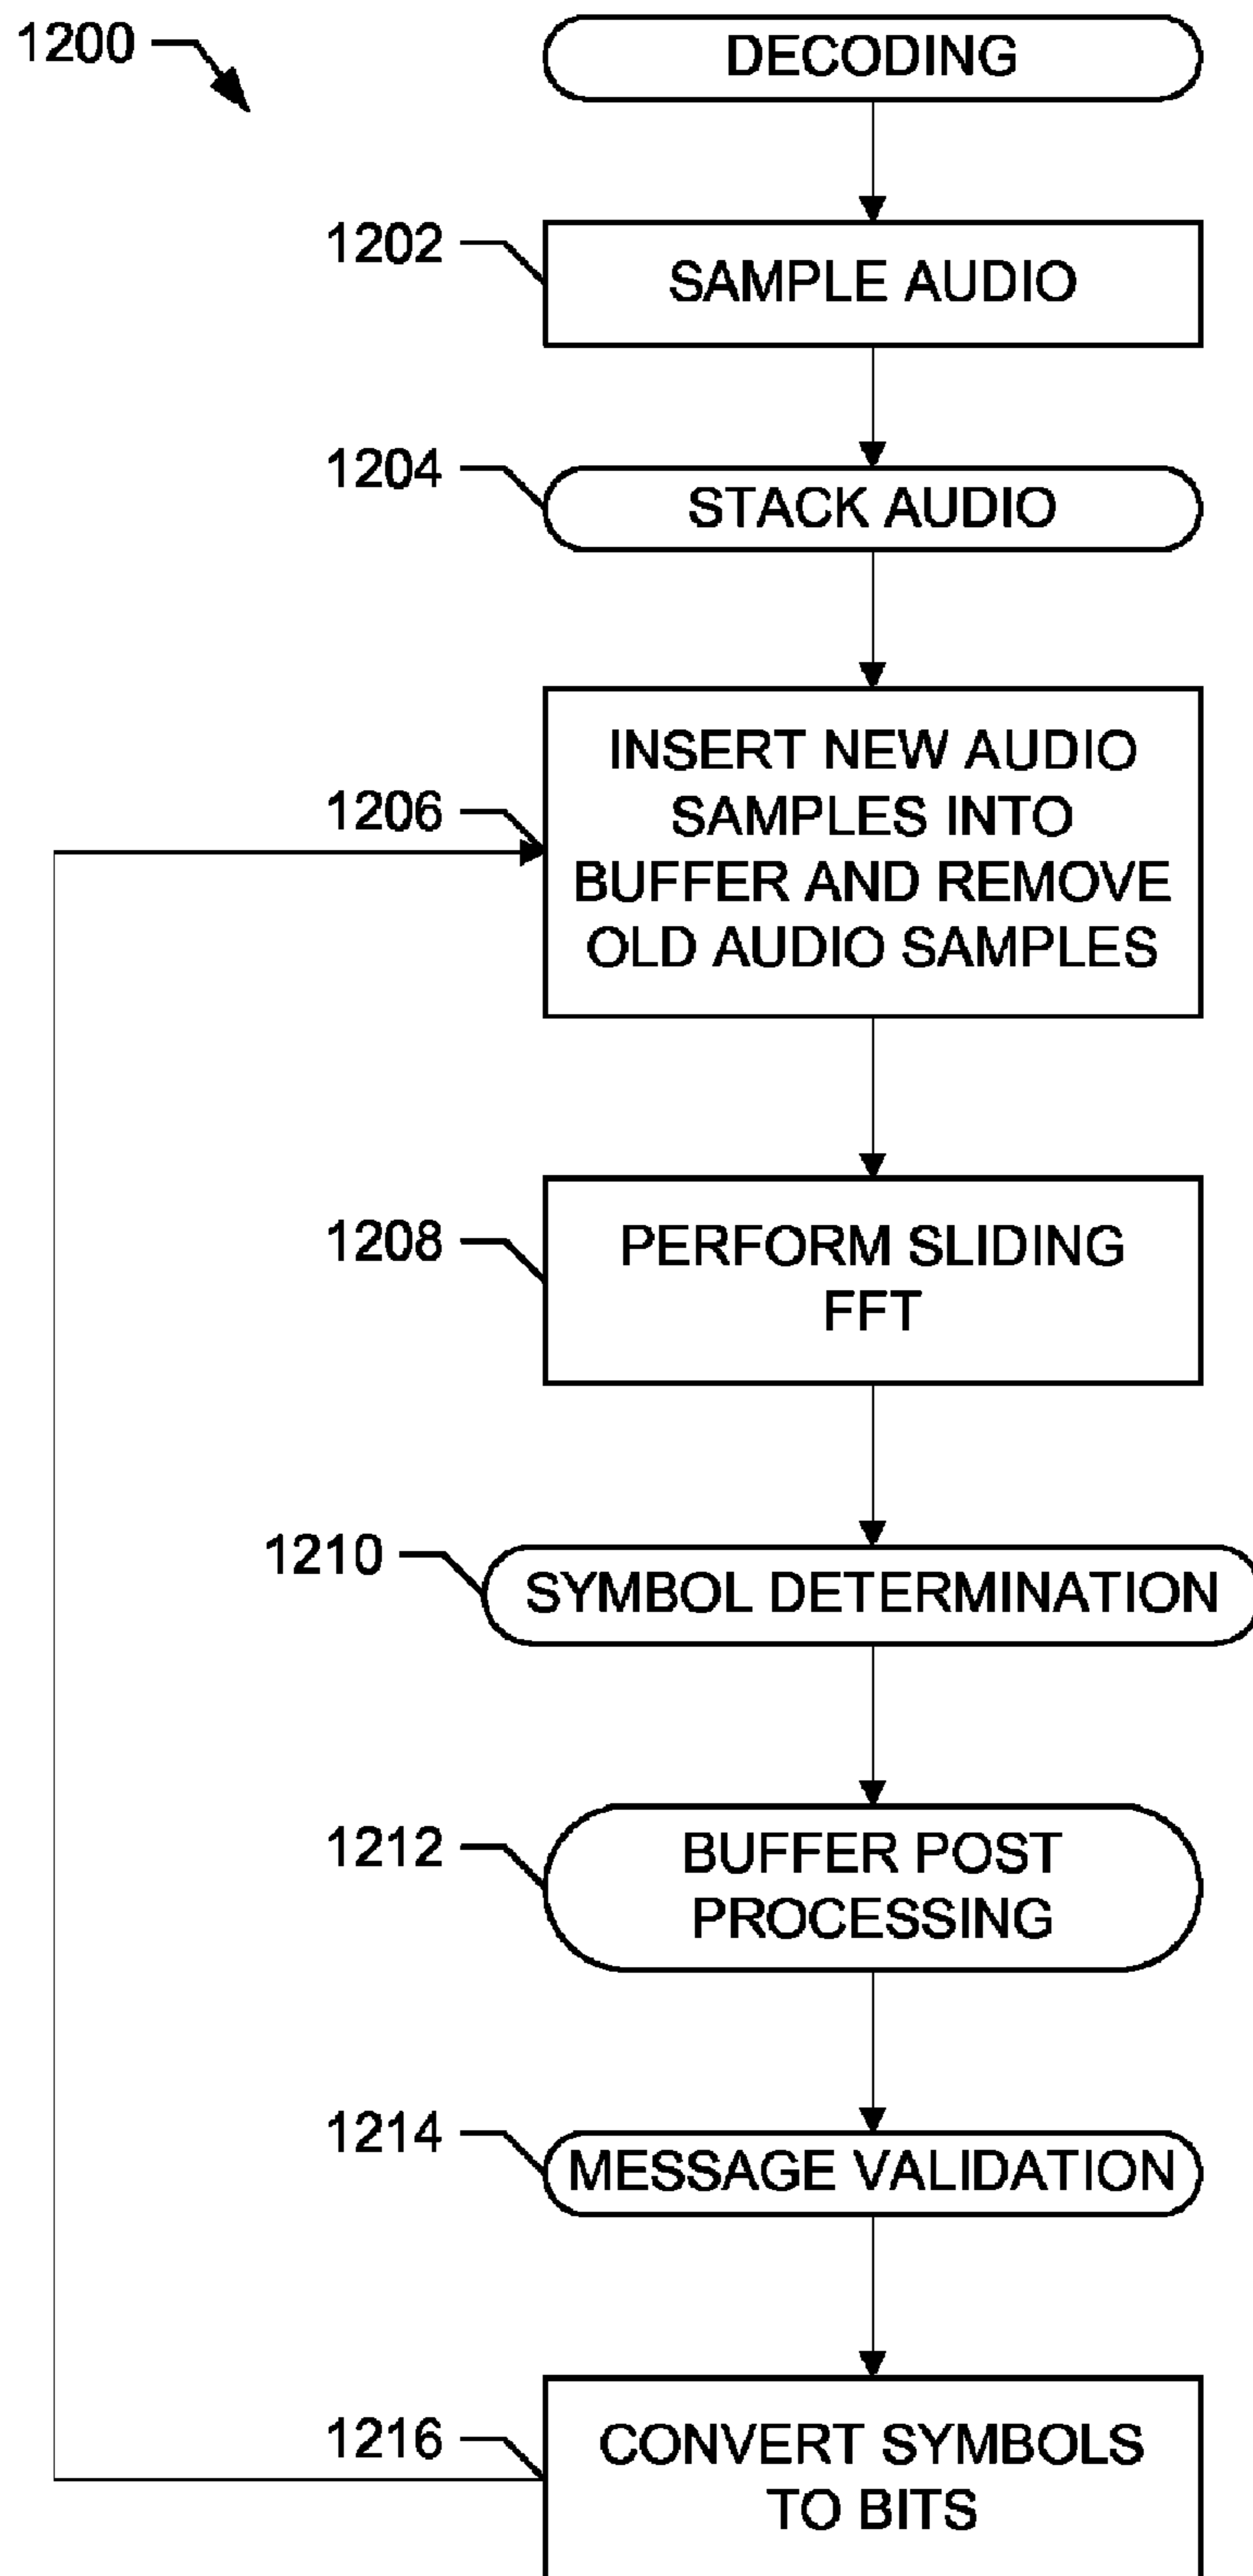 1200
DECODING
1202
SAMPLE AUDIO
1204
STACK AUDIO
1206
INSERT NEW AUDIO
SAMPLES INTO
BUFFER AND REMOVE
OLD AUDIO SAMPLES
1208
PERFORM SLIDING
FFT
1210
SYMBOL DETERMINATION
1212
BUFFER POST
PROCESSING
1214
MESSAGE VALIDATION
1216
CONVERT SYMBOLS
TO BITS